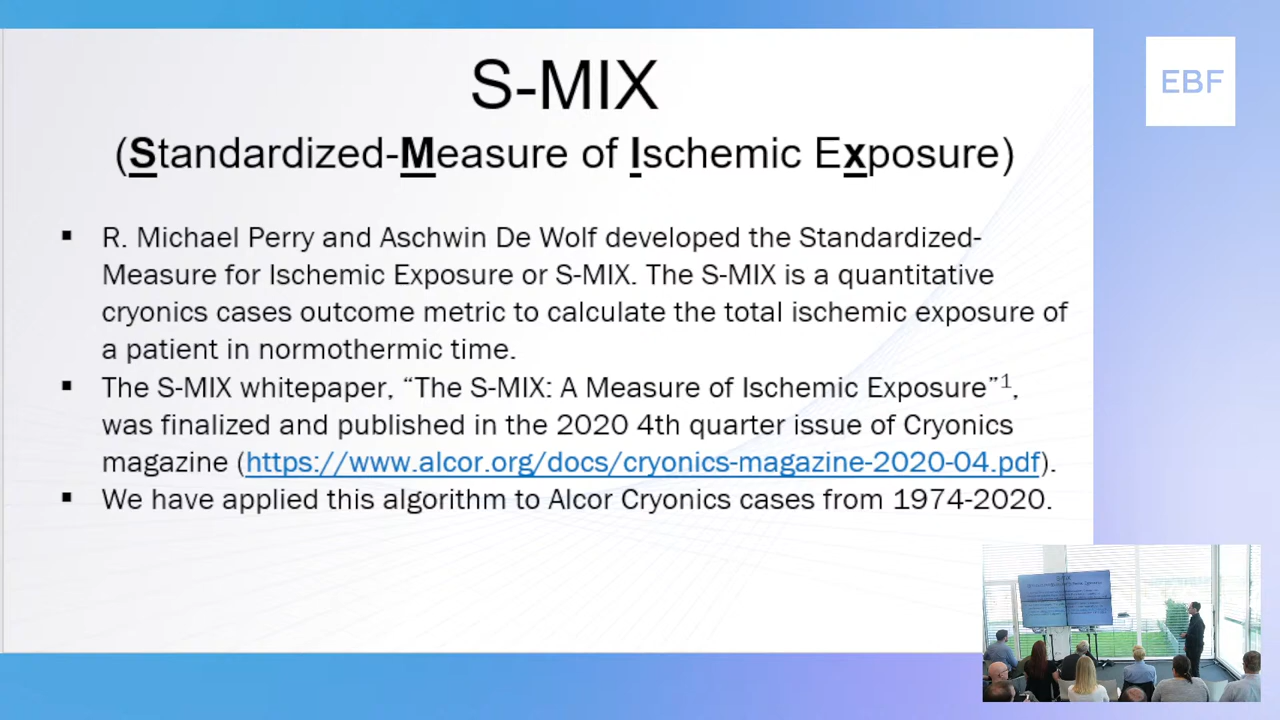 S-MIX
(Standardized-Measure of Ischemic Exposure)
▪ R. Michael Perry and Aschwin De Wolf developed the Standardized-
Measure for Ischemic Exposure or S-MIX. The S-MIX is a quantitative
cryonics cases outcome metric to calculate the total ischemic exposure of
a patient in normothermic time.
▪ The S-MIX whitepaper, “The S-MIX: A Measure of Ischemic Exposure”¹,
was finalized and published in the 2020 4th quarter issue of Cryonics
magazine (https://www.alcor.org/docs/cryonics-magazine-2020-04.pdf).
▪ We have applied this algorithm to Alcor Cryonics cases from 1974-2020.
EBF